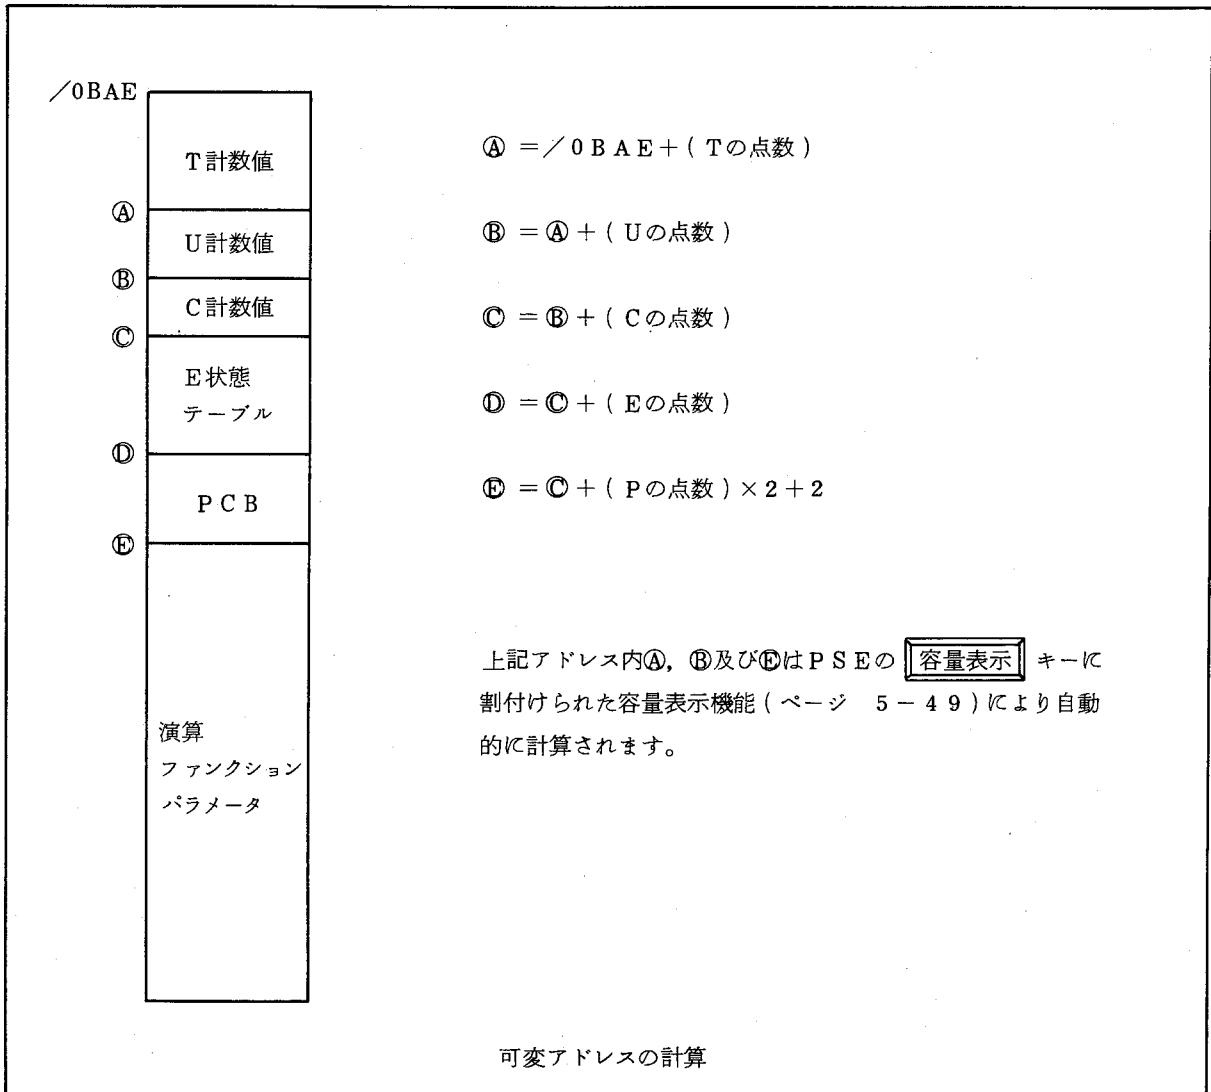 ／0BAE
T計数値
Ⓐ ＝／0BAE＋（Tの点数）
Ⓐ
U計数値
Ⓑ ＝Ⓐ＋（Uの点数）
Ⓑ
C計数値
Ⓒ ＝Ⓑ＋（Cの点数）
Ⓒ
E状態
テーブル
Ⓓ ＝Ⓒ＋（Eの点数）
Ⓓ
PCB
Ⓔ ＝Ⓒ＋（Pの点数）×2＋2
Ⓔ
上記アドレス内Ⓐ，Ⓑ及びⒺはPSEの 容量表示 キーに
割付けられた容量表示機能（ページ 5－49）により自動
的に計算されます。
演算
ファンクション
パラメータ
可変アドレスの計算